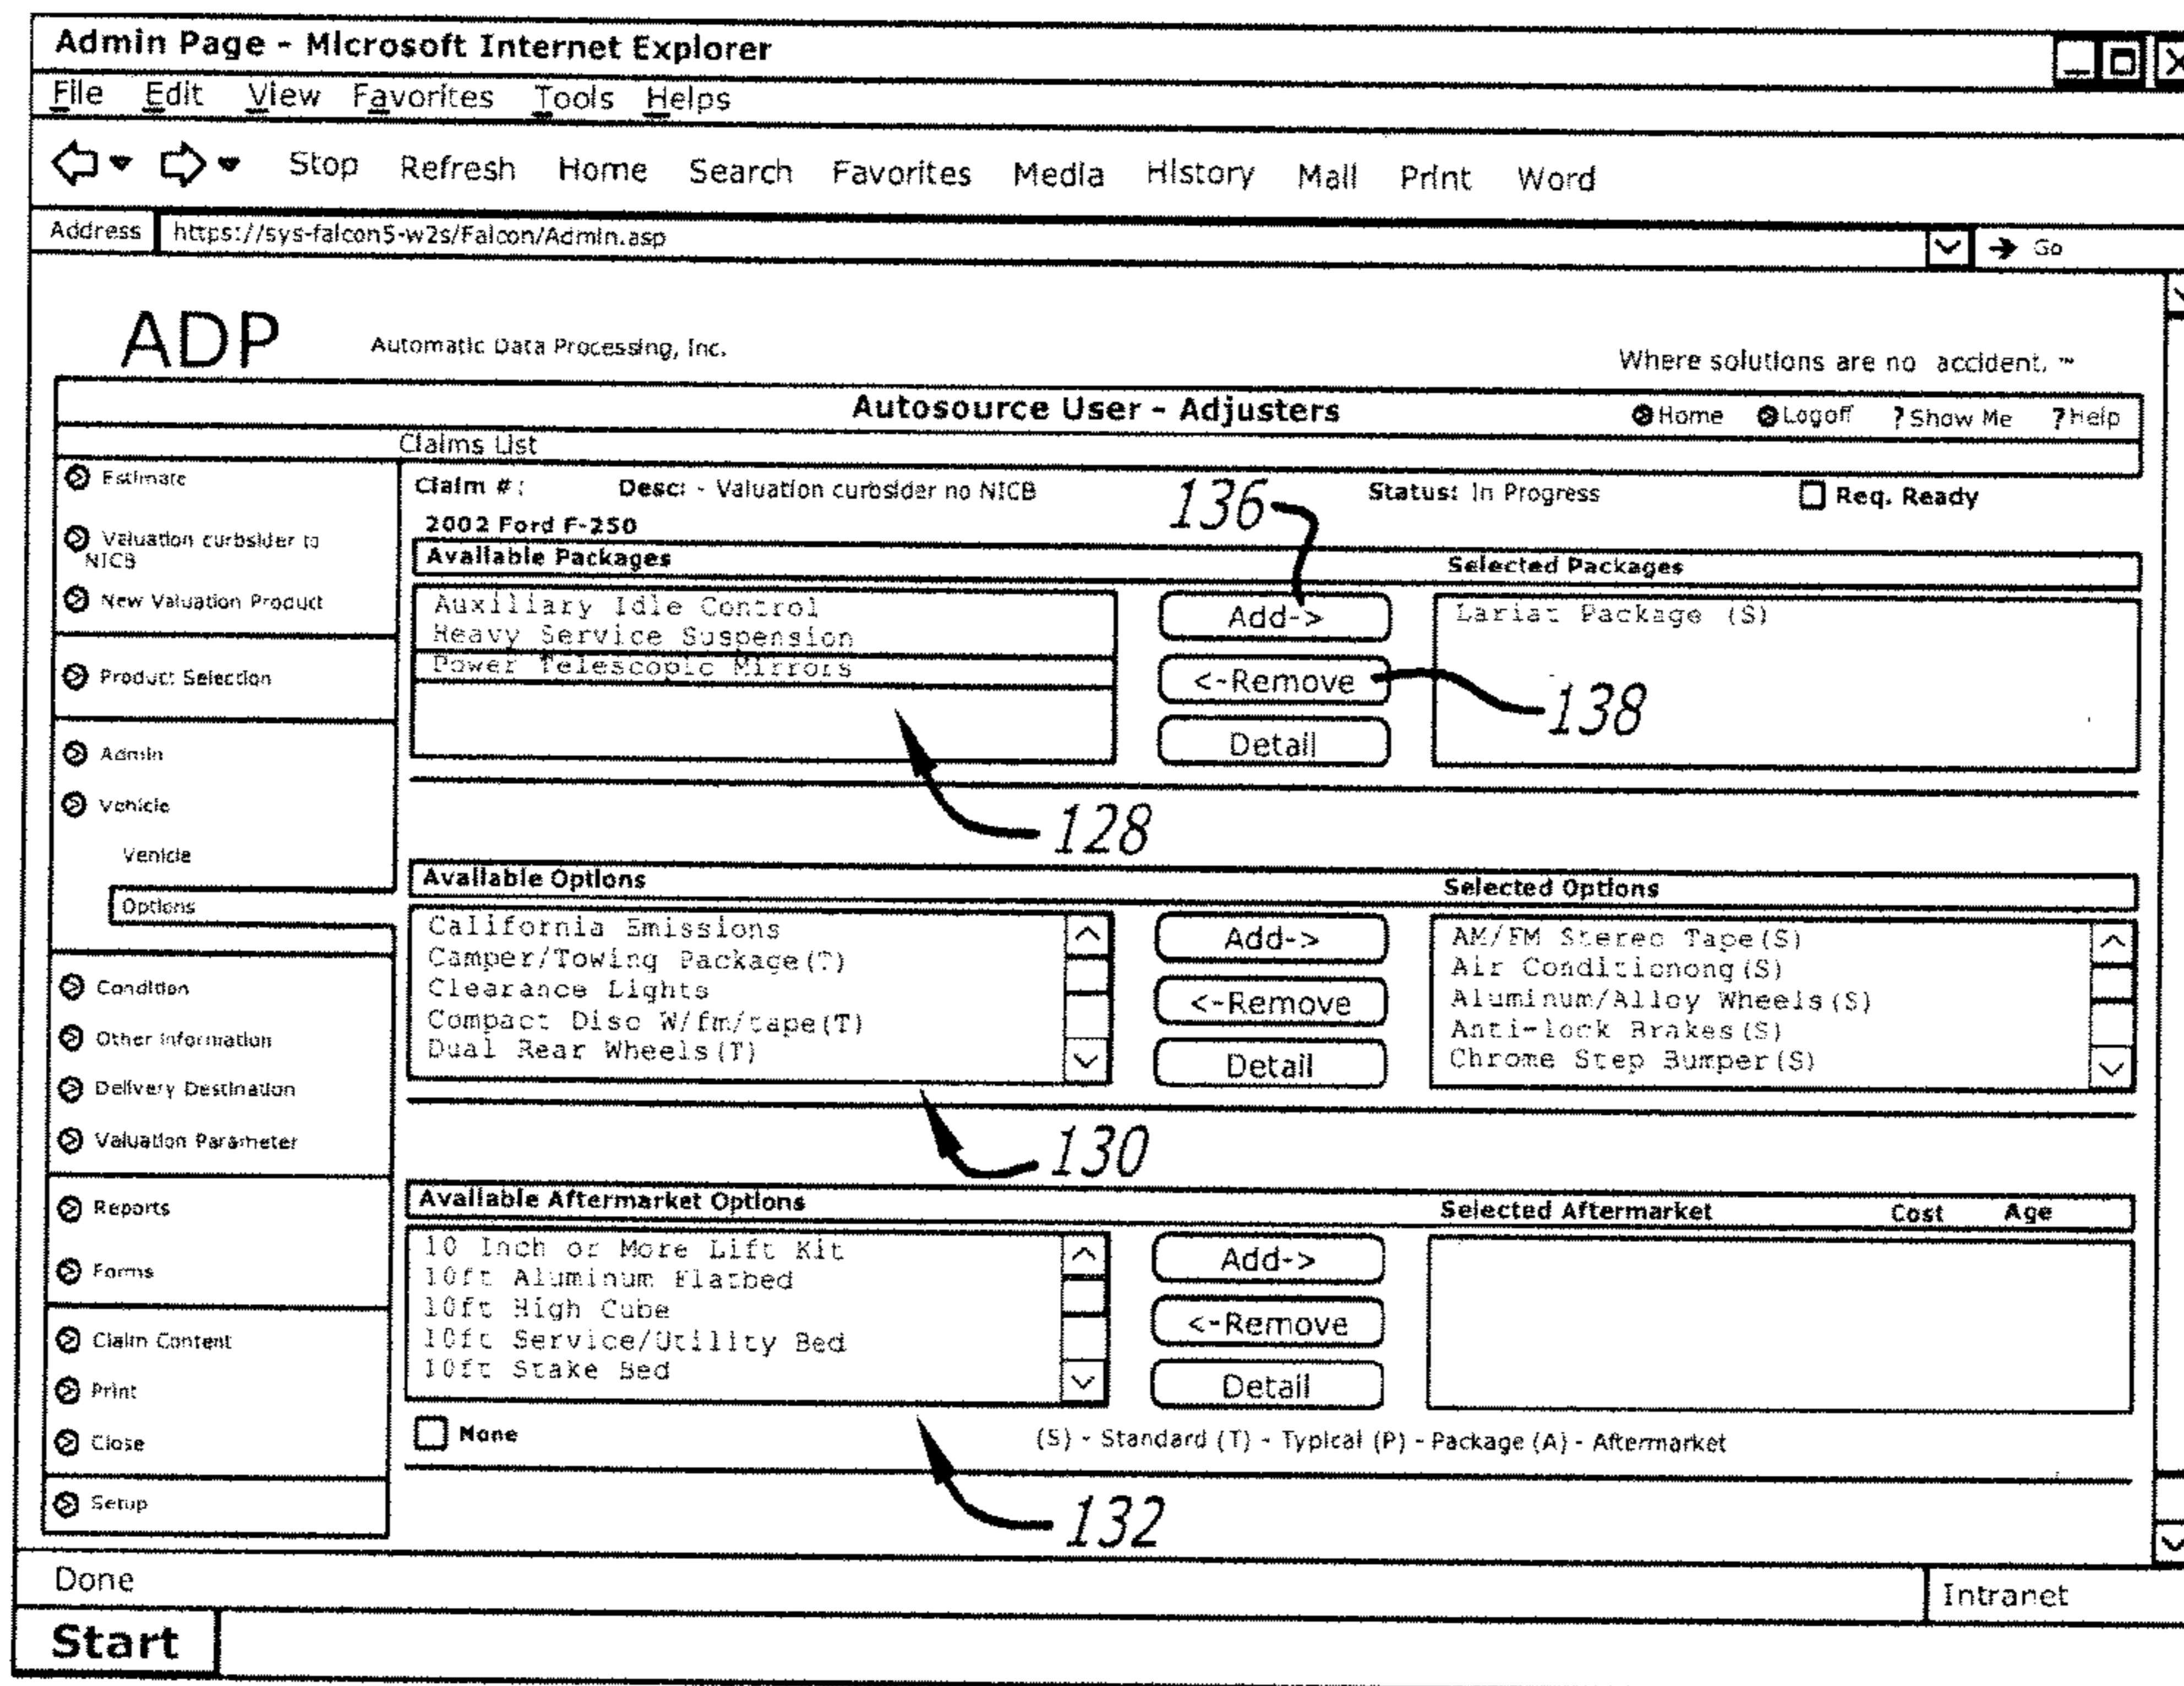 Admin Page - Microsoft Internet Explorer
File Edit View Favorites Tools Helps
Stop Refresh Home Search Favorites Media History Mail Print Word
Address https://sys-falcon5-w2s/Falcon/Admin.asp Go
ADP Automatic Data Processing, Inc. Where solutions are no accident. ™
Autosource User - Adjusters Home Logoff ? Show Me ? Help
Claims List
Estimate
Valuation curbsider to
NICB
New Valuation Product
Product Selection
Admin
Vehicle
Venicle
Options
Condition
Other Information
Delivery Destination
Valuation Parameter
Reports
Forms
Claim Content
Print
Close
Setup
Claim #: Desc: - Valuation curbsider no NICB Status: In Progress Req. Ready
2002 Ford F-250
136
Available Packages Selected Packages
Auxiliary Idle Control
Heavy Service Suspension
Power Telescopic Mirrors
Add->
<-Remove
Detail
Lariat Package (S)
138
128
Available Options Selected Options
California Emissions
Camper/Towing Package(T)
Clearance Lights
Compact Disc W/fm/tape(T)
Dual Rear Wheels(T)
Add->
<-Remove
Detail
AM/FM Stereo Tape(S)
Air Conditionong(S)
Aluminum/Alloy Wheels(S)
Anti-lock Brakes(S)
Chrome Step Bumper(S)
130
Available Aftermarket Options Selected Aftermarket Cost Age
10 Inch or More Lift Kit
10ft Aluminum Flatbed
10ft High Cube
10ft Service/Utility Bed
10ft Stake Bed
Add->
<-Remove
Detail
None (S) - Standard (T) - Typical (P) - Package (A) - Aftermarket
132
Done Intranet
Start